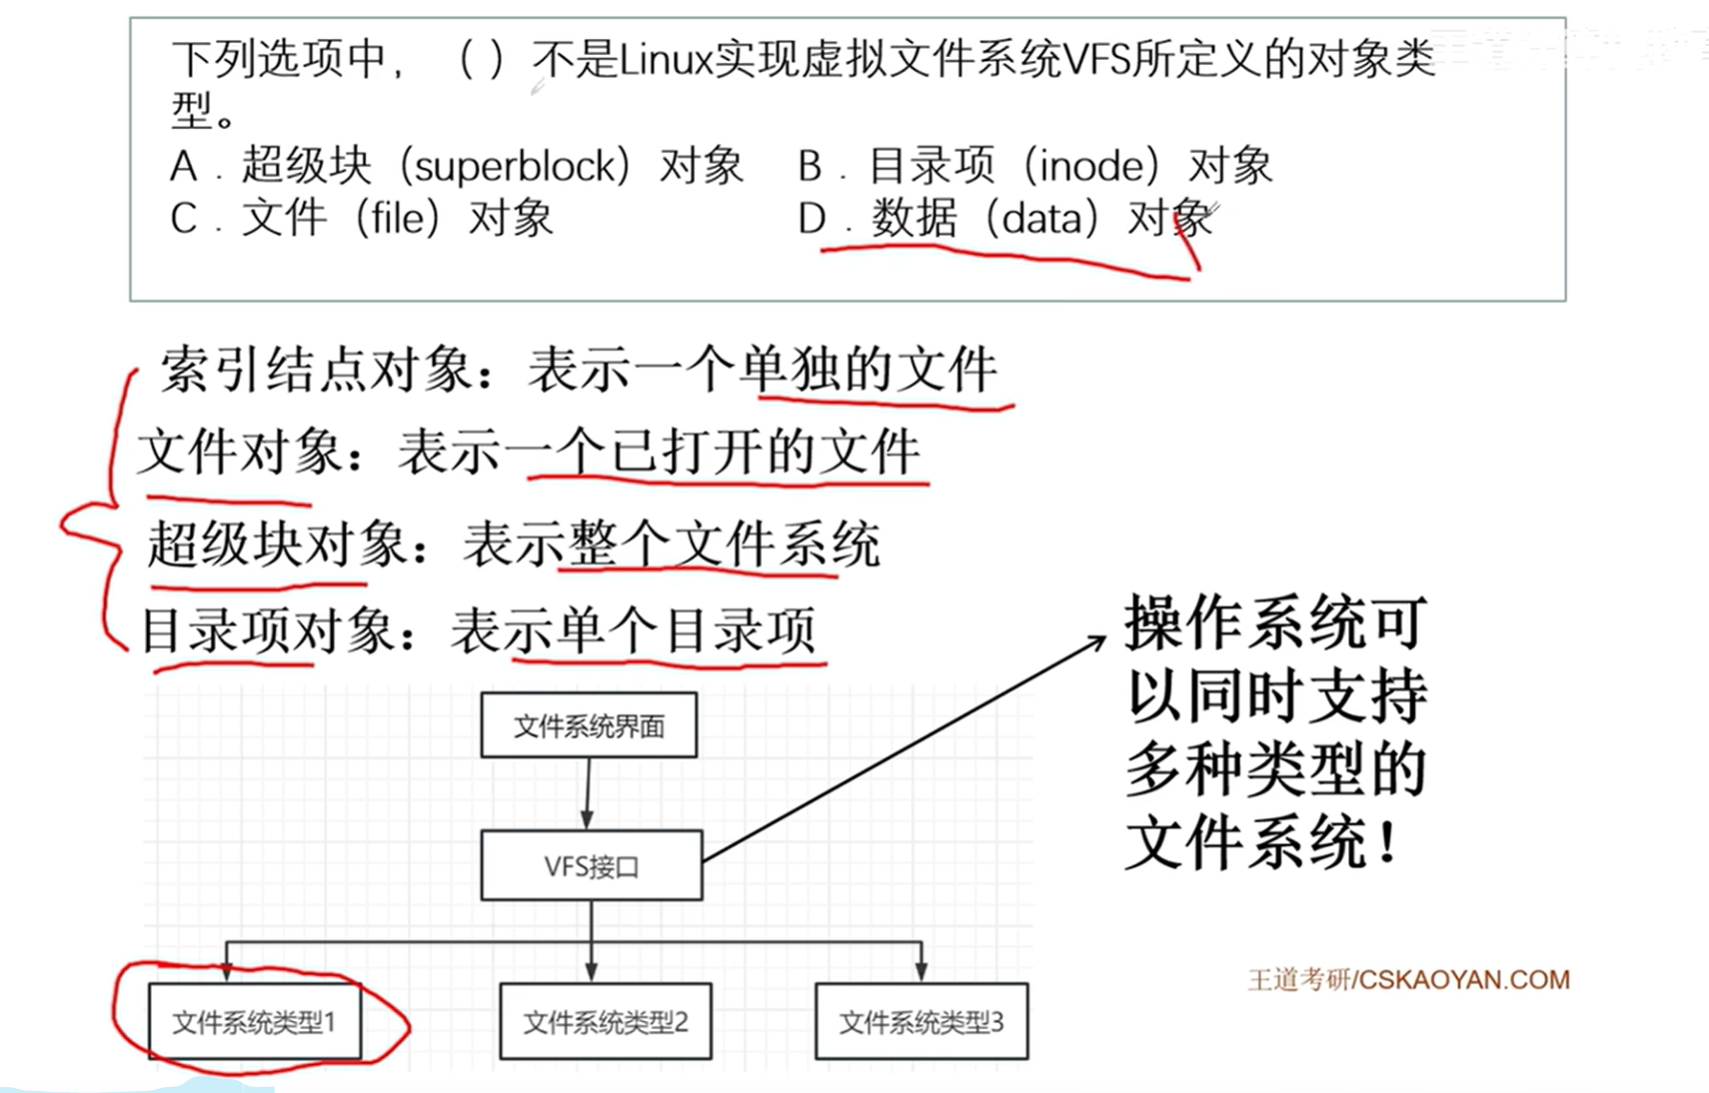 下列选项中，（ ）不是Linux实现虚拟文件系统VFS所定义的对象类
型。
A．超级块（superblock）对象 B．目录项（inode）对象
C．文件（file）对象 D．数据（data）对象
索引结点对象：表示一个单独的文件
文件对象：表示一个已打开的文件
超级块对象：表示整个文件系统
目录项对象：表示单个目录项
操作系统可
以同时支持
多种类型的
文件系统！
文件系统界面
VFS接口
文件系统类型1
文件系统类型2
文件系统类型3
王道考研/CSKAOYAN.COM